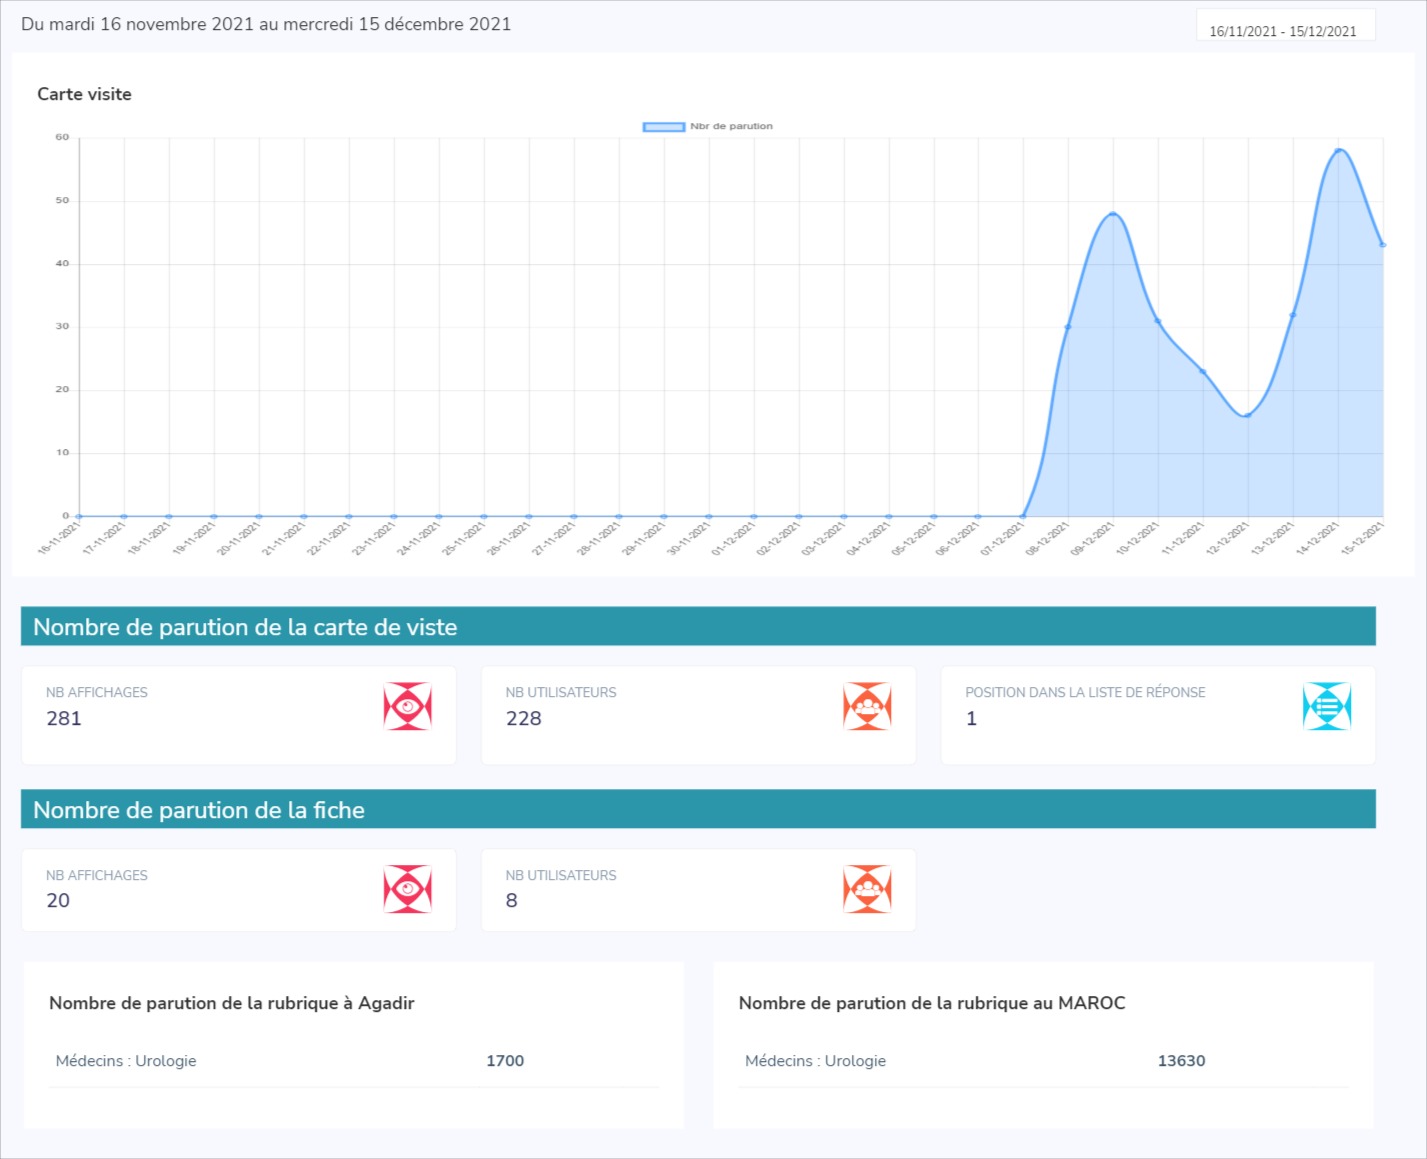 Du mardi 16 novembre 2021 au mercredi 15 décembre 2021
16/11/2021 - 15/12/2021
Carte visite
Nbr de parution
60
50
40
30
20
10
0
16-11-2021
17-11-2021
18-11-2021
19-11-2021
20-11-2021
21-11-2021
22-11-2021
23-11-2021
24-11-2021
25-11-2021
26-11-2021
27-11-2021
28-11-2021
29-11-2021
30-11-2021
01-12-2021
02-12-2021
03-12-2021
04-12-2021
05-12-2021
06-12-2021
07-12-2021
08-12-2021
09-12-2021
10-12-2021
11-12-2021
12-12-2021
13-12-2021
14-12-2021
15-12-2021
Nombre de parution de la carte de viste
NB AFFICHAGES
281
NB UTILISATEURS
228
POSITION DANS LA LISTE DE RÉPONSE
1
Nombre de parution de la fiche
NB AFFICHAGES
20
NB UTILISATEURS
8
Nombre de parution de la rubrique à Agadir
Médecins : Urologie 1700
Nombre de parution de la rubrique au MAROC
Médecins : Urologie 13630